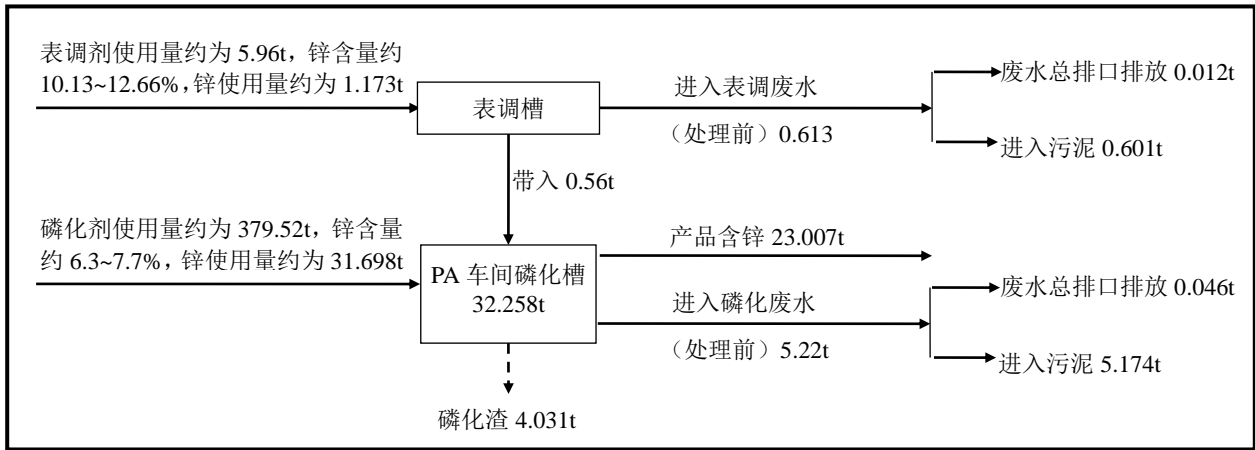 表调剂使用量约为 5.96t，锌含量约
10.13~12.66%，锌使用量约为 1.173t
表调槽
进入表调废水
（处理前）0.613
废水总排口排放 0.012t
进入污泥 0.601t
带入 0.56t
磷化剂使用量约为 379.52t，锌含量
约 6.3~7.7%，锌使用量约为 31.698t
PA 车间磷化槽
32.258t
产品含锌 23.007t
进入磷化废水
（处理前）5.22t
废水总排口排放 0.046t
进入污泥 5.174t
磷化渣 4.031t